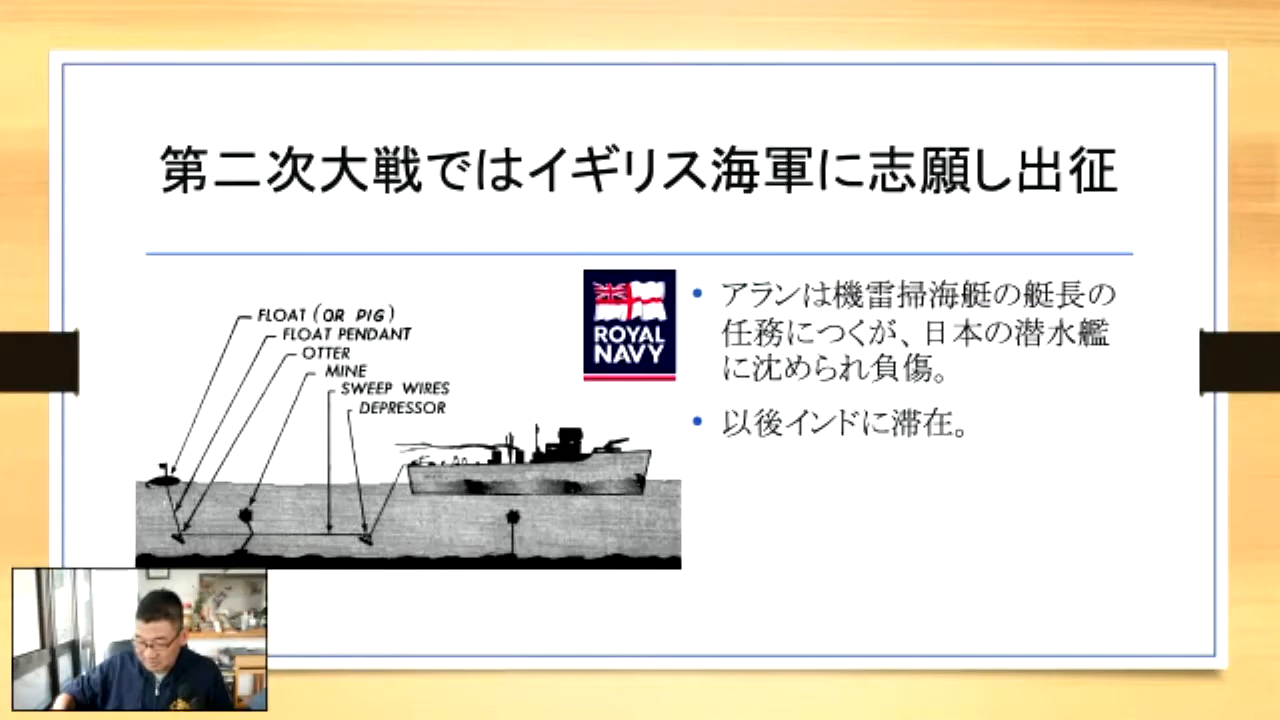 第二次大戦ではイギリス海軍に志願し出征
FLOAT (OR PIG)
FLOAT PENDANT
OTTER
MINE
SWEEP WIRES
DEPRESSOR
ROYAL
NAVY
• アランは機雷掃海艇の艇長の
任務につくが、日本の潜水艦
に沈められ負傷。
• 以後インドに滞在。